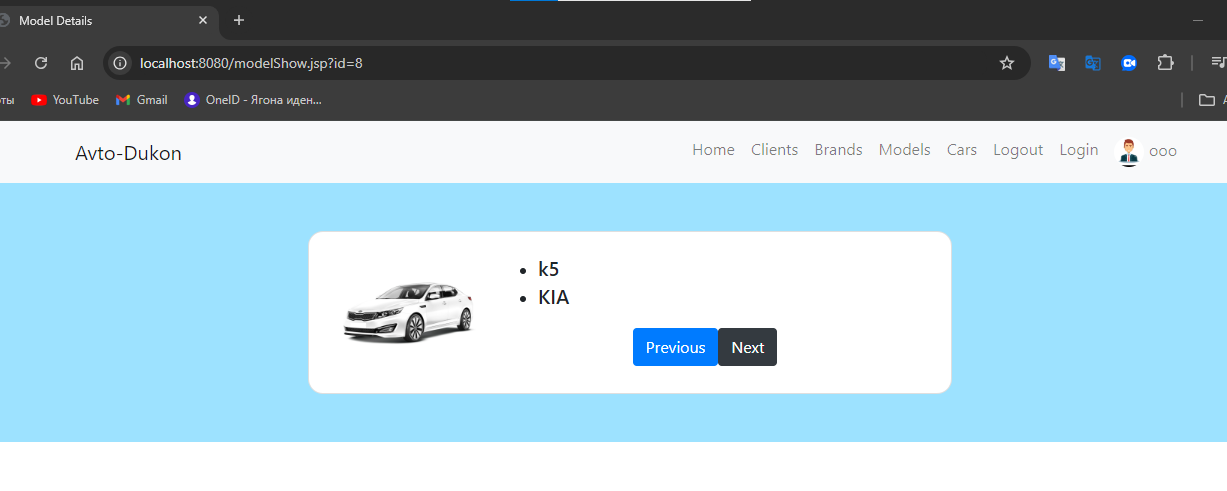 Model Details
localhost:8080/modelShow.jsp?id=8
оты YouTube Gmail OneID - Ягона иден...
Avto-Dukon Home Clients Brands Models Cars Logout Login ooo
k5
KIA
Previous Next